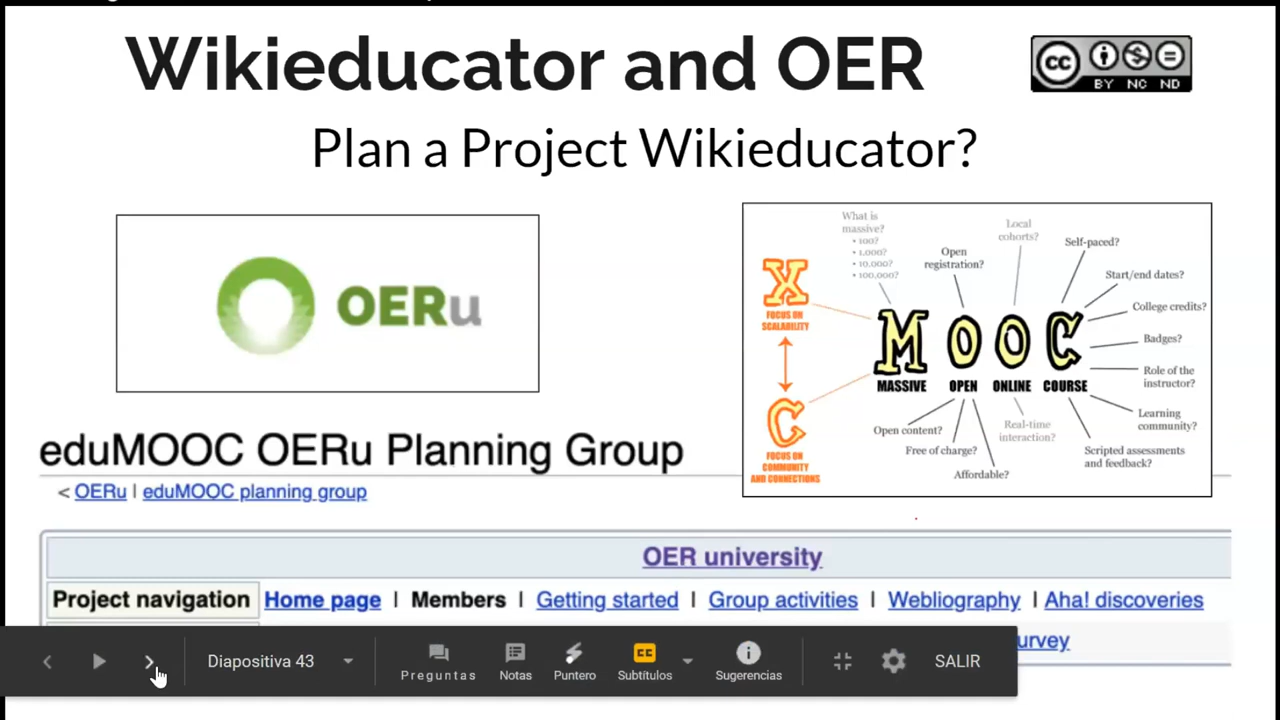 Wikieducator and OER
CC BY NC ND
Plan a Project Wikieducator?
OERu
What is
massive?
• 100?
• 1,000?
• 10,000?
• 100,000?
Open
registration?
Local
cohorts?
Self-paced?
Start/end dates?
College credits?
Badges?
Role of the
instructor?
Learning
community?
Scripted assessments
and feedback?
X
FOCUS ON
SCALABILITY
C
FOCUS ON
COMMUNITY
AND CONNECTIONS
MOOC
MASSIVE OPEN ONLINE COURSE
Open content?
Free of charge?
Affordable?
Real-time
interaction?
eduMOOC OERu Planning Group
< OERu | eduMOOC planning group
OER university
Project navigation Home page | Members | Getting started | Group activities | Webliography | Aha! discoveries
Diapositiva 43
Preguntas
Notas
Puntero
CC
Subtítulos
Sugerencias
SALIR